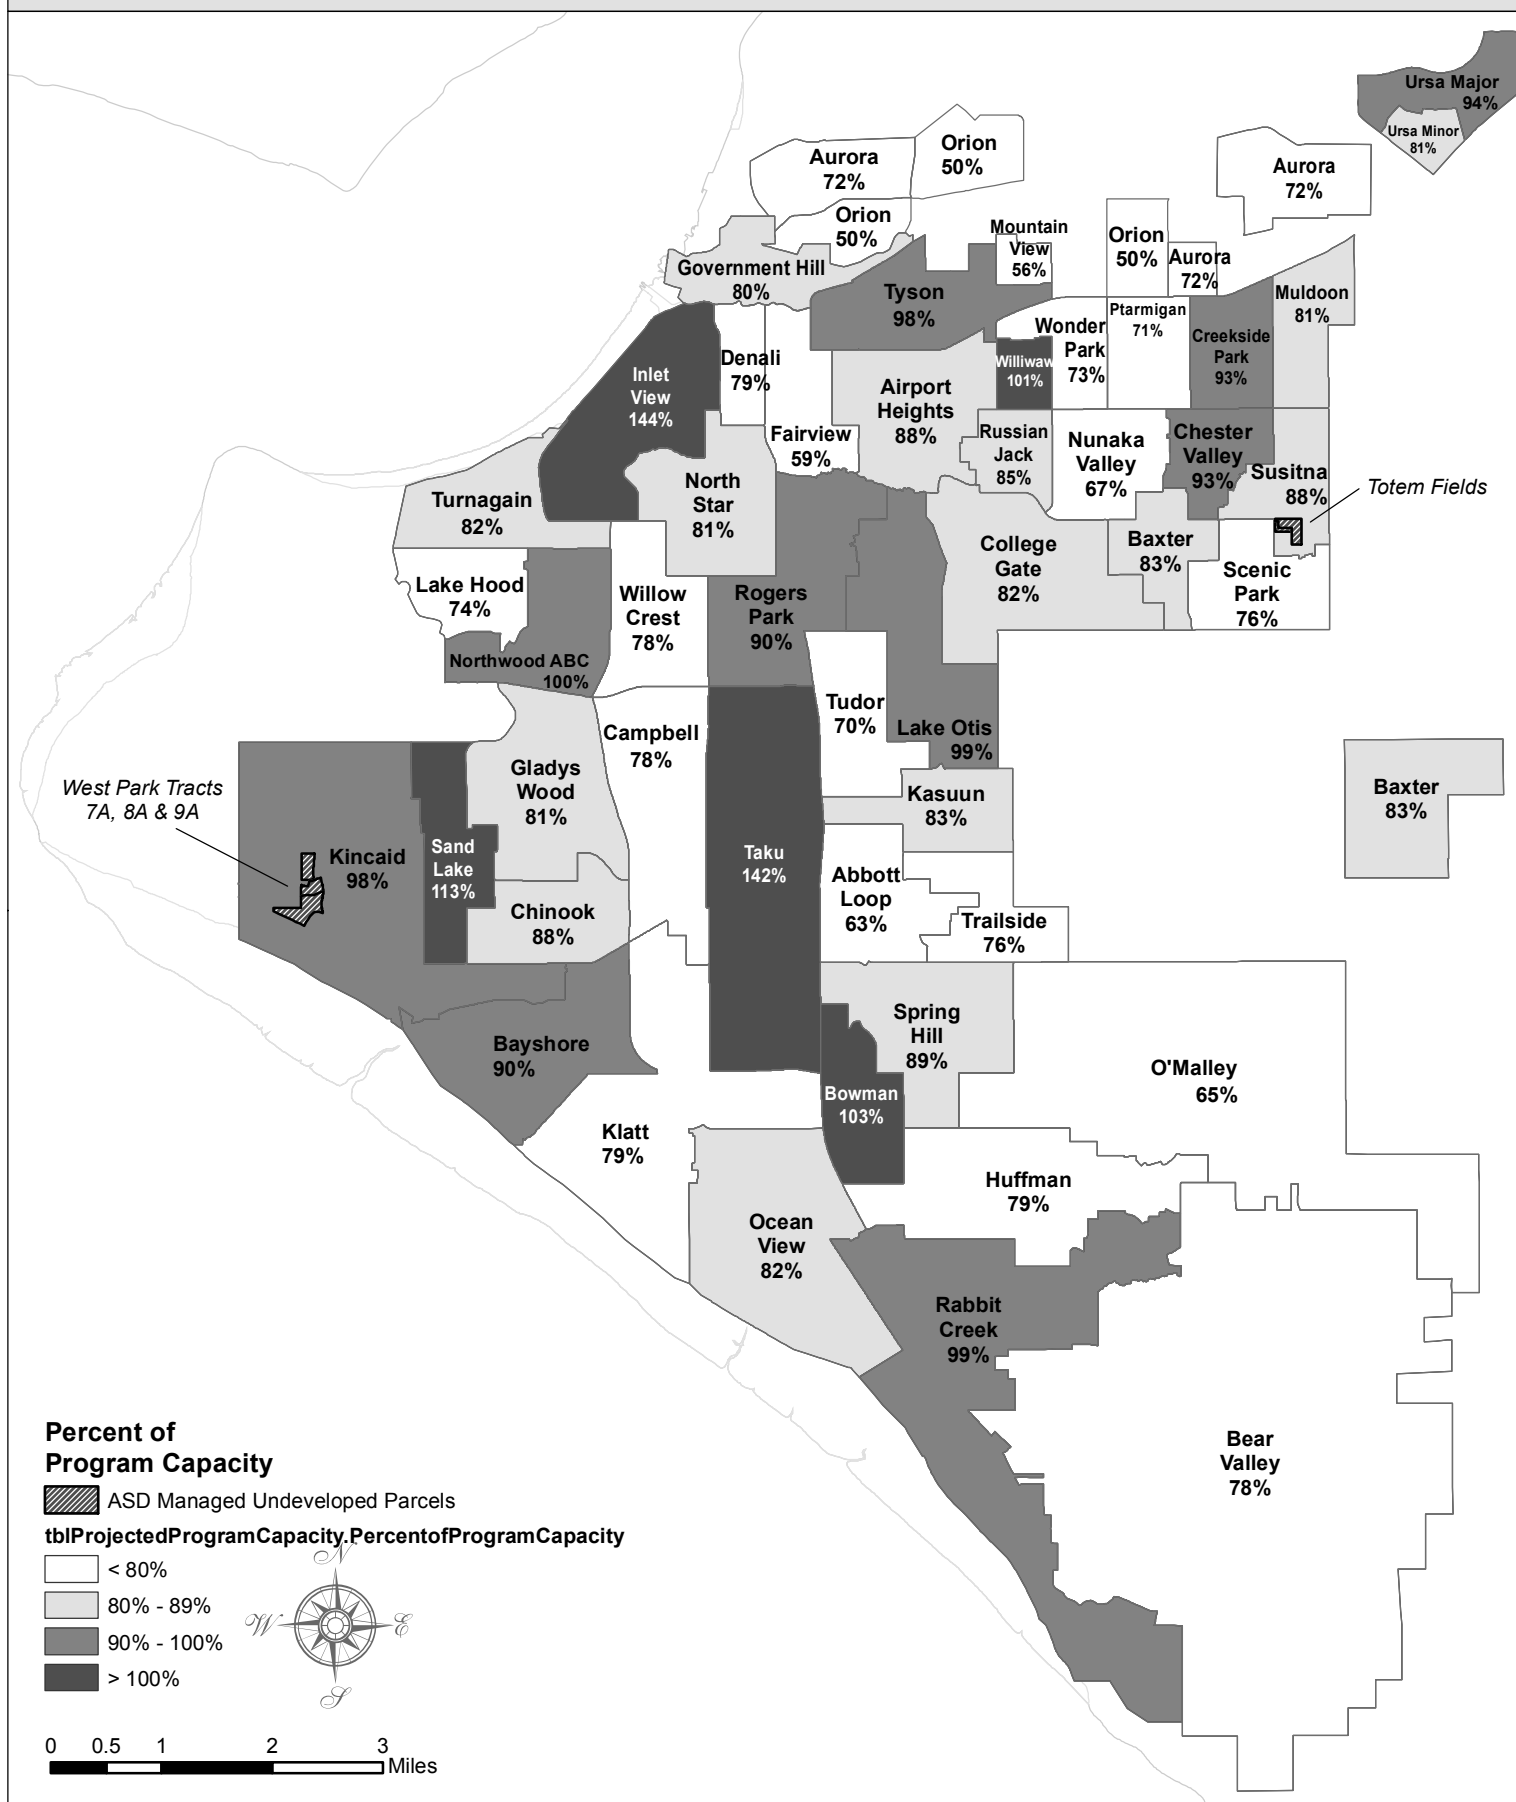 Ursa Major
94%
Ursa Minor
81%
Orion
50%
Aurora
72%
Aurora
72%
Orion
50%
Mountain
View
56%
Orion
50%
Aurora
72%
Government Hill
80%
Tyson
98%
Muldoon
81%
Ptarmigan
71%
Wonder
Park
73%
Creekside
Park
93%
Denali
79%
Inlet
View
144%
Williwaw
101%
Airport
Heights
88%
Fairview
59%
Russian
Jack
85%
Nunaka
Valley
67%
Chester
Valley
93%
Susitna
88%
Totem Fields
Turnagain
82%
North
Star
81%
College
Gate
82%
Baxter
83%
Scenic
Park
76%
Lake Hood
74%
Willow
Crest
78%
Rogers
Park
90%
Northwood ABC
100%
Tudor
70%
Lake Otis
99%
Campbell
78%
Gladys
Wood
81%
West Park Tracts
7A, 8A & 9A
Kasuun
83%
Baxter
83%
Kincaid
98%
Sand
Lake
113%
Taku
142%
Abbott
Loop
63%
Chinook
88%
Trailside
76%
Spring
Hill
89%
Bayshore
90%
O'Malley
65%
Bowman
103%
Klatt
79%
Huffman
79%
Ocean
View
82%
Rabbit
Creek
99%
Bear
Valley
78%
Percent of
Program Capacity
ASD Managed Undeveloped Parcels
tblProjectedProgramCapacity.PercentofProgramCapacity
< 80%
80% - 89%
90% - 100%
> 100%
N
W
E
S
0 0.5 1 2 3
Miles